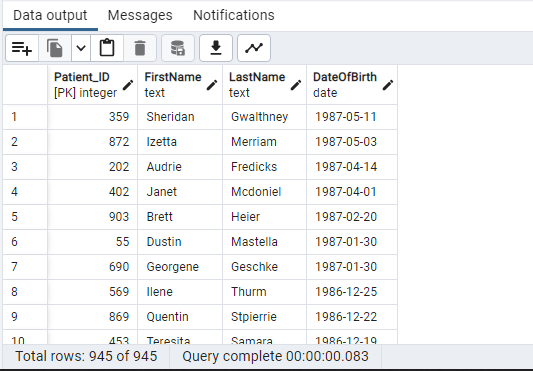 Data output Messages Notifications
Patient_ID FirstName LastName DateOfBirth
[PK] integer text text date
1 359 Sheridan Gwalthney 1987-05-11
2 872 Izetta Merriam 1987-05-03
3 202 Audrie Fredicks 1987-04-14
4 402 Janet Mcdoniel 1987-04-01
5 903 Brett Heier 1987-02-20
6 55 Dustin Mastella 1987-01-30
7 690 Georgene Geschke 1987-01-30
8 569 Ilene Thurm 1986-12-25
9 869 Quentin Stpierrie 1986-12-22
10 453 Teresita Samara 1986-12-19
Total rows: 945 of 945 Query complete 00:00:00.083